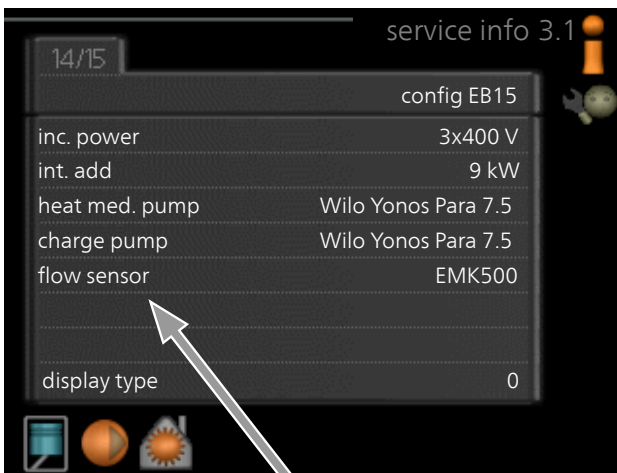 service info 3.1
14/15
config EB15
inc. power 3x400 V
int. add 9 kW
heat med. pump Wilo Yonos Para 7.5
charge pump Wilo Yonos Para 7.5
flow sensor EMK500
display type 0